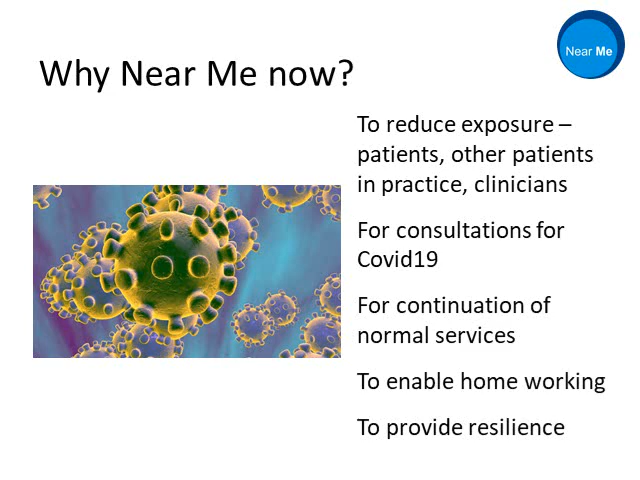 Near Me
Why Near Me now?
To reduce exposure –
patients, other patients
in practice, clinicians
For consultations for
Covid19
For continuation of
normal services
To enable home working
To provide resilience